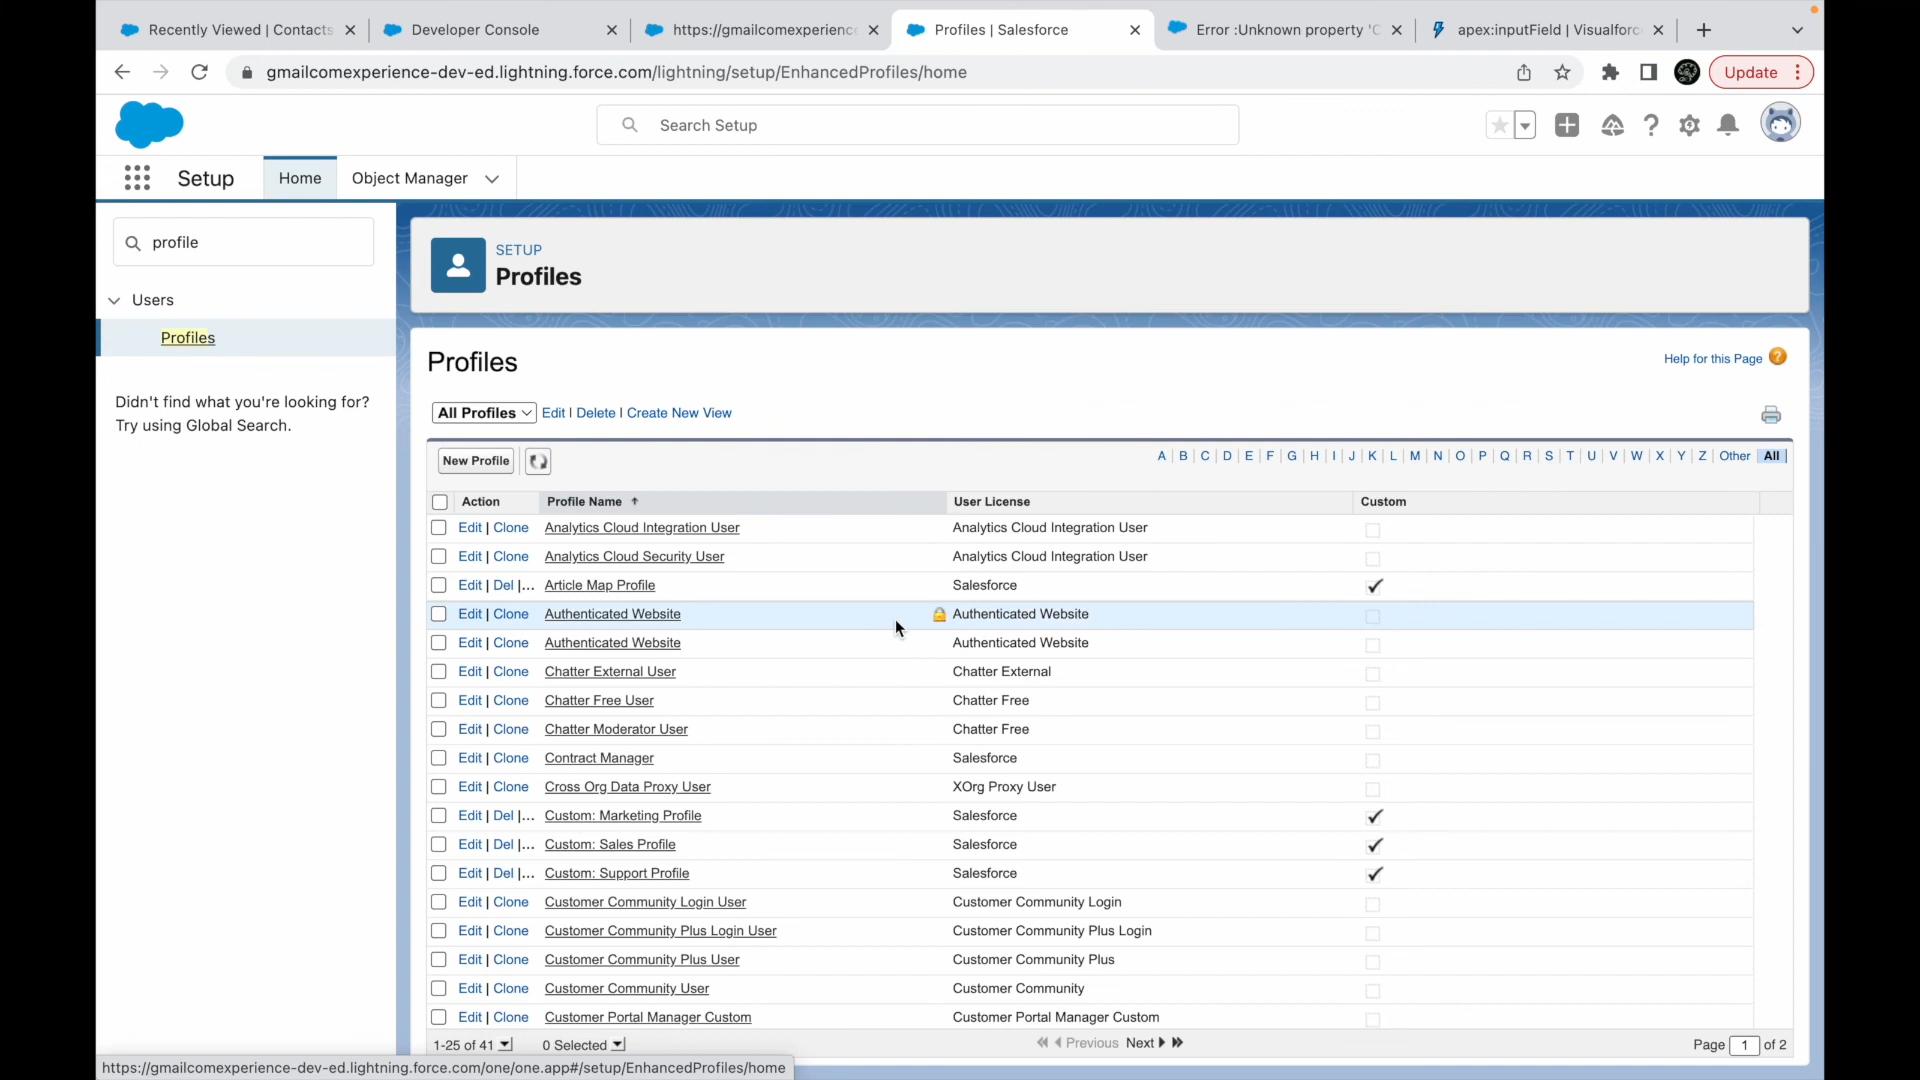 Recently Viewed | Contacts
Developer Console
https://gmailcomexperience
Profiles | Salesforce
Error :Unknown property 'C
apex:inputField | Visualforc
gmailcomexperience-dev-ed.lightning.force.com/lightning/setup/EnhancedProfiles/home
Update
Search Setup
Setup
Home
Object Manager
profile
Users
Profiles
Didn't find what you're looking for?
Try using Global Search.
SETUP
Profiles
Profiles
Help for this Page
All Profiles Edit | Delete | Create New View
New Profile
A | B | C | D | E | F | G | H | I | J | K | L | M | N | O | P | Q | R | S | T | U | V | W | X | Y | Z | Other | All
Action Profile Name User License Custom
Edit | Clone Analytics Cloud Integration User Analytics Cloud Integration User
Edit | Clone Analytics Cloud Security User Analytics Cloud Integration User
Edit | Del |... Article Map Profile Salesforce
Edit | Clone Authenticated Website Authenticated Website
Edit | Clone Authenticated Website Authenticated Website
Edit | Clone Chatter External User Chatter External
Edit | Clone Chatter Free User Chatter Free
Edit | Clone Chatter Moderator User Chatter Free
Edit | Clone Contract Manager Salesforce
Edit | Clone Cross Org Data Proxy User XOrg Proxy User
Edit | Del |... Custom: Marketing Profile Salesforce
Edit | Del |... Custom: Sales Profile Salesforce
Edit | Del |... Custom: Support Profile Salesforce
Edit | Clone Customer Community Login User Customer Community Login
Edit | Clone Customer Community Plus Login User Customer Community Plus Login
Edit | Clone Customer Community Plus User Customer Community Plus
Edit | Clone Customer Community User Customer Community
Edit | Clone Customer Portal Manager Custom Customer Portal Manager Custom
1-25 of 41 0 Selected Previous Next Page 1 of 2
https://gmailcomexperience-dev-ed.lightning.force.com/one/one.app#/setup/EnhancedProfiles/home